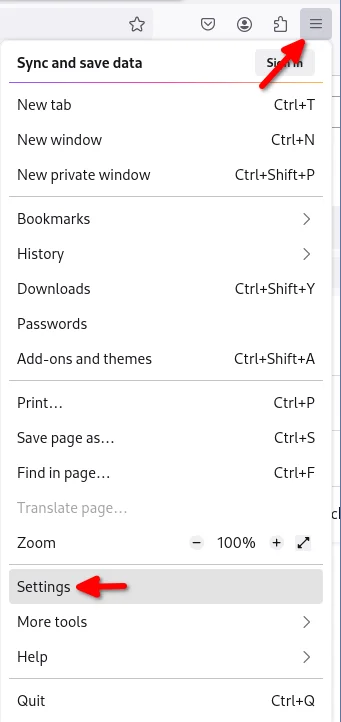 Sync and save data Sign in
New tab Ctrl+T
New window Ctrl+N
New private window Ctrl+Shift+P
Bookmarks
History
Downloads Ctrl+Shift+Y
Passwords
Add-ons and themes Ctrl+Shift+A
Print… Ctrl+P
Save page as… Ctrl+S
Find in page… Ctrl+F
Translate page…
Zoom − 100% +
Settings
More tools
Help
Quit Ctrl+Q